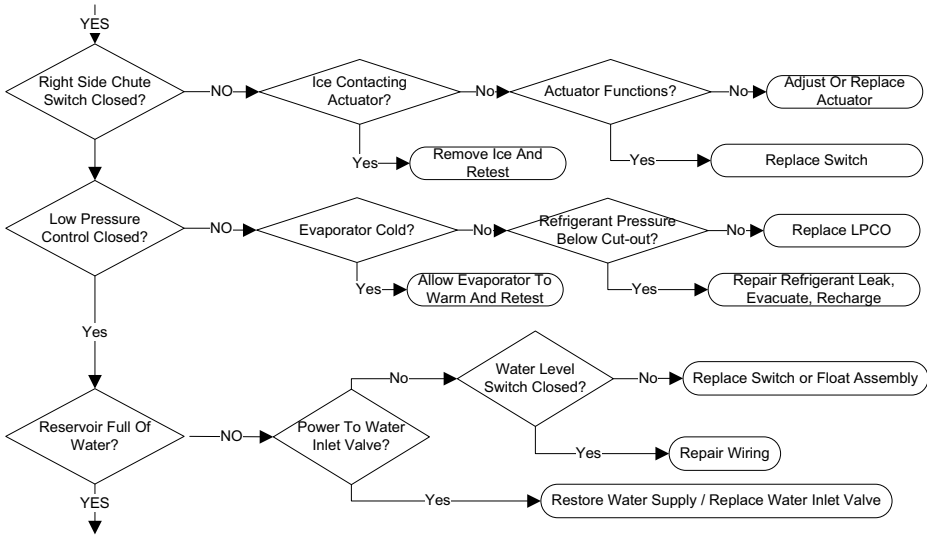 YES
Right Side Chute
Switch Closed?
NO
Ice Contacting
Actuator?
No
Actuator Functions?
No
Adjust Or Replace
Actuator
Yes
Remove Ice And
Retest
Yes
Replace Switch
Low Pressure
Control Closed?
NO
Evaporator Cold?
No
Refrigerant Pressure
Below Cut-out?
No
Replace LPCO
Yes
Allow Evaporator To
Warm And Retest
Yes
Repair Refrigerant Leak,
Evacuate, Recharge
Yes
Reservoir Full Of
Water?
NO
Power To Water
Inlet Valve?
No
Water Level
Switch Closed?
No
Replace Switch or Float Assembly
Yes
Repair Wiring
Yes
Restore Water Supply / Replace Water Inlet Valve
YES